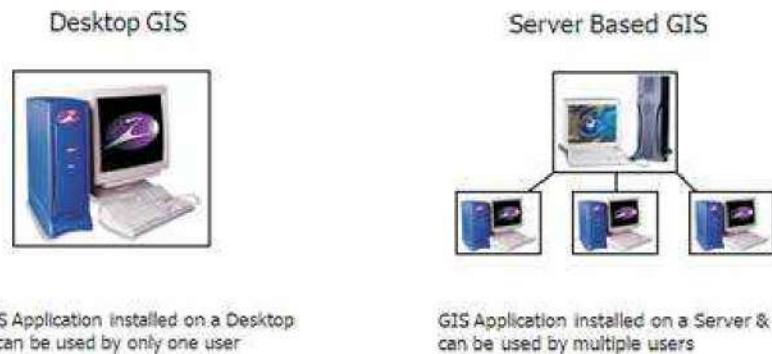 Desktop GIS
Server Based GIS
S Application installed on a Desktop
can be used by only one user
GIS Application installed on a Server &
can be used by multiple users